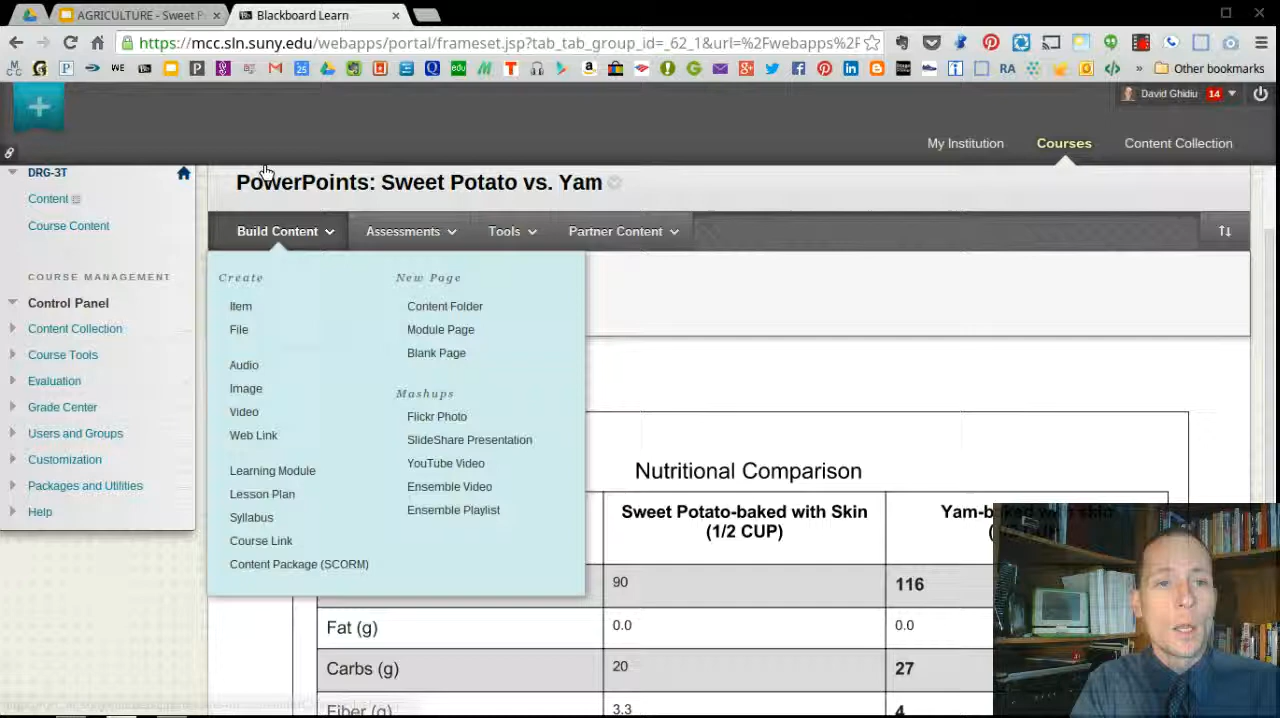 AGRICULTURE - Sweet P
Blackboard Learn
https://mcc.sln.suny.edu/webapps/portal/frameset.jsp?tab_tab_group_id=_62_1&url=%2Fwebapps%2F
Other bookmarks
David Ghidiu 14
My Institution
Courses
Content Collection
DRG-3T
Content
Course Content
COURSE MANAGEMENT
Control Panel
Content Collection
Course Tools
Evaluation
Grade Center
Users and Groups
Customization
Packages and Utilities
Help
PowerPoints: Sweet Potato vs. Yam
Build Content
Assessments
Tools
Partner Content
Create
Item
File
Audio
Image
Video
Web Link
Learning Module
Lesson Plan
Syllabus
Course Link
Content Package (SCORM)
New Page
Content Folder
Module Page
Blank Page
Mashups
Flickr Photo
SlideShare Presentation
YouTube Video
Ensemble Video
Ensemble Playlist
Nutritional Comparison
Sweet Potato-baked with Skin
(1/2 CUP)
Yam-baked with skin
90 116
Fat (g) 0.0 0.0
Carbs (g) 20 27
Fiber (g) 3.3 4